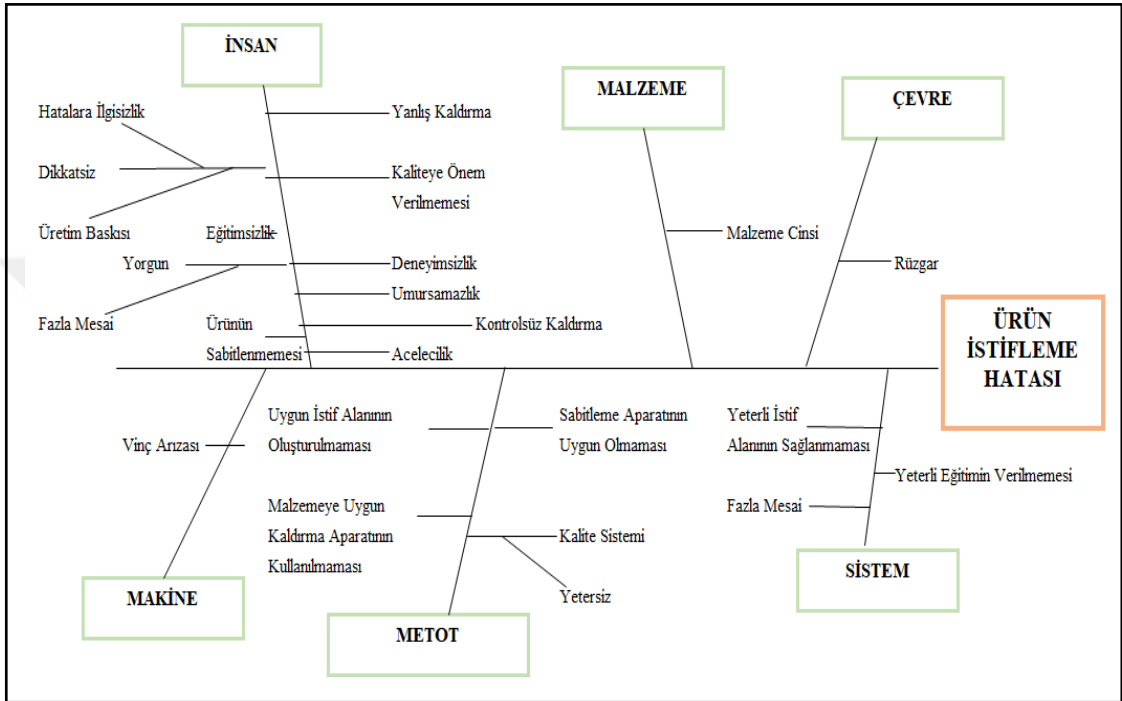 İNSAN
MALZEME
ÇEVRE
Hatalara İlgisizlik
Yanlış Kaldırma
Dikkatsiz
Kaliteye Önem
Verilmemesi
Üretim Baskısı
Eğitimsizlik
Malzeme Cinsi
Yorgun
Deneyimsizlik
Rüzgar
Umursamazlık
Fazla Mesai
Ürünün
Sabitlenmemesi
Kontrolsüz Kaldırma
Acelecilik
ÜRÜN
İSTİFLEME
HATASI
Vinç Arızası
Uygun İstif Alanının
Oluşturulmaması
Sabitleme Aparatının
Uygun Olmaması
Yeterli İstif
Alanının Sağlanmaması
Yeterli Eğitimin Verilmemesi
Malzemeye Uygun
Kaldırma Aparatının
Kullanılmaması
Fazla Mesai
Kalite Sistemi
Yetersiz
MAKİNE
METOT
SİSTEM